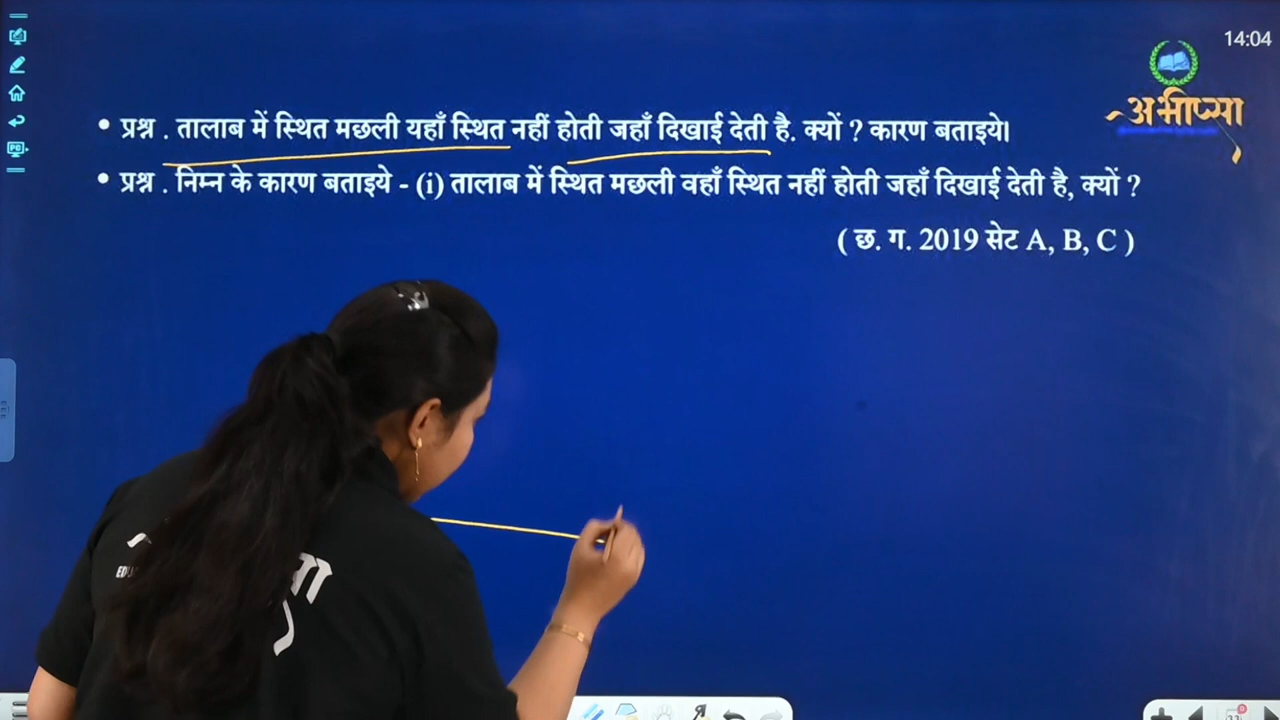 14:04
अभीप्सा
• प्रश्न . तालाब में स्थित मछली यहाँ स्थित नहीं होती जहाँ दिखाई देती है. क्यों ? कारण बताइये।
• प्रश्न . निम्न के कारण बताइये - (i) तालाब में स्थित मछली वहाँ स्थित नहीं होती जहाँ दिखाई देती है, क्यों ?
( छ. ग. 2019 सेट A, B, C )